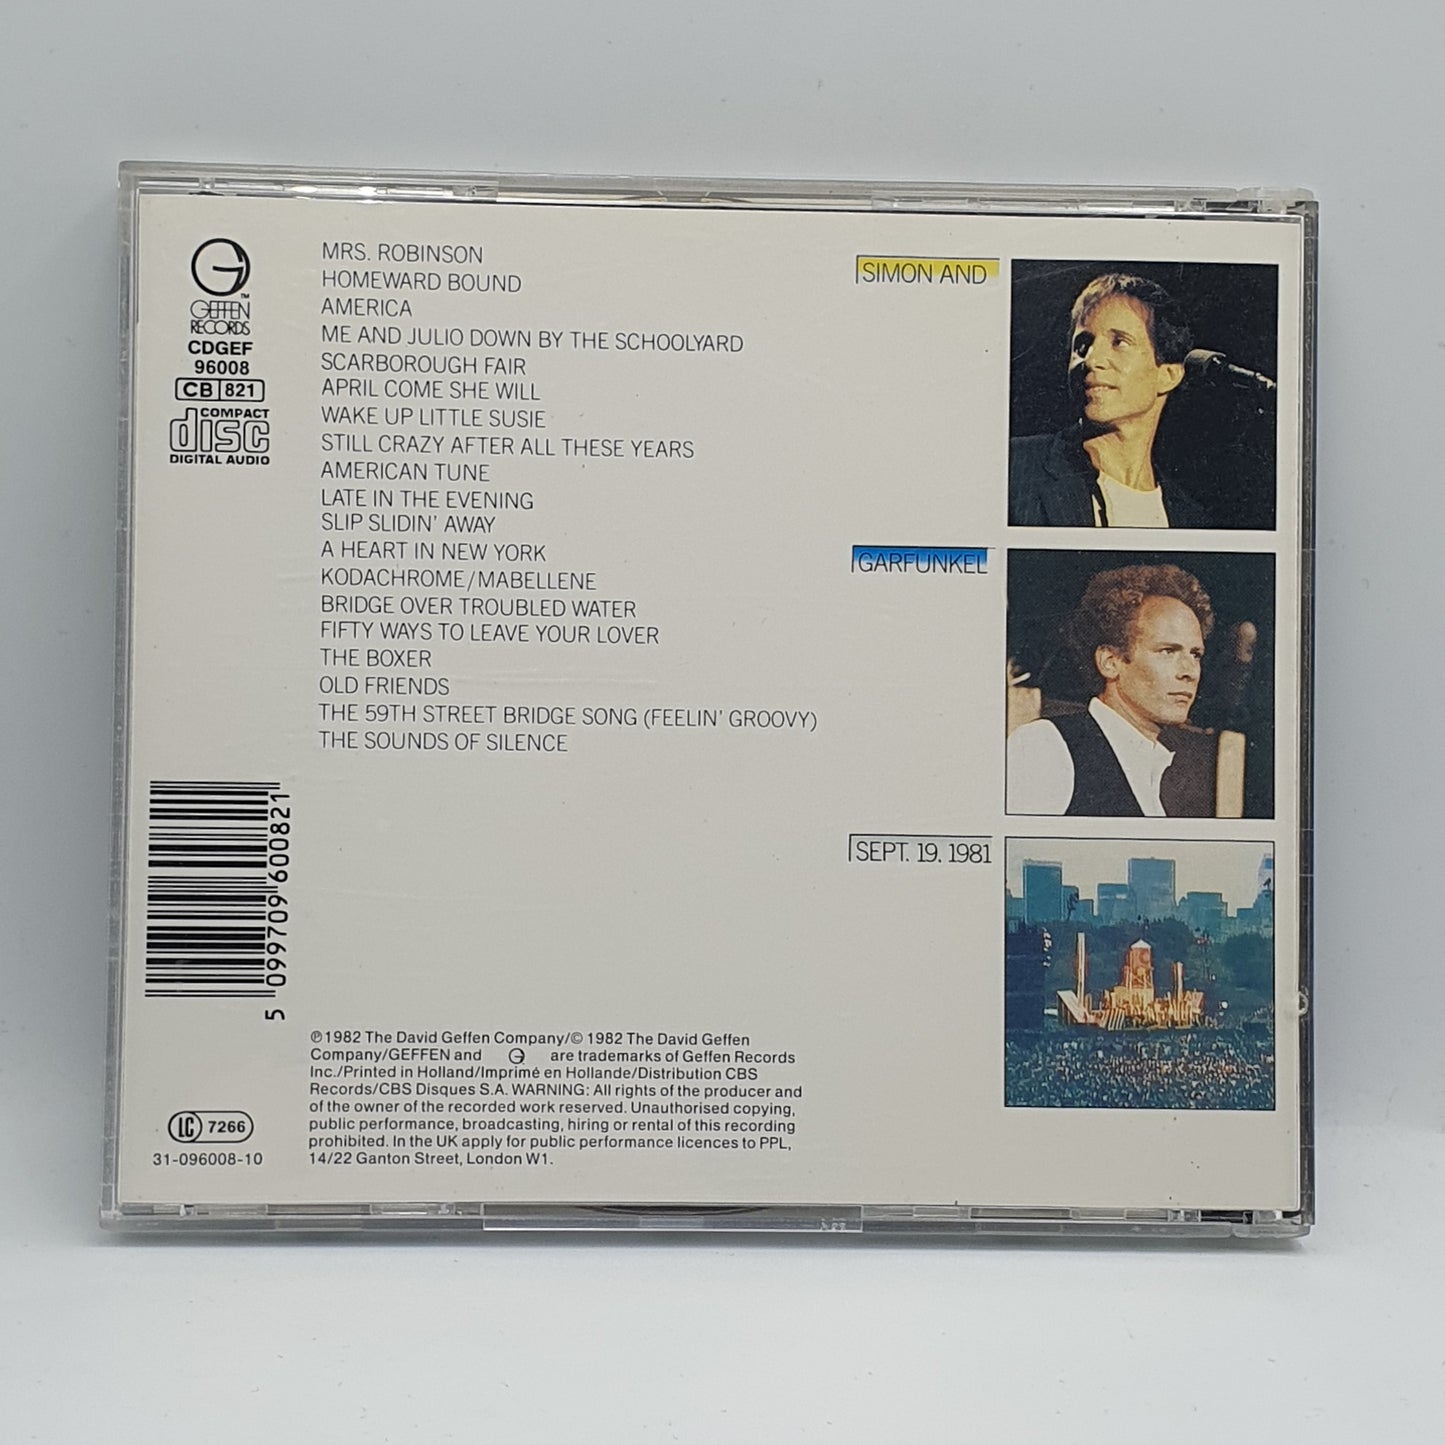 GEFFEN
RECORDS
™
CDGEF
96008
CB 821
COMPACT
disc
DIGITAL AUDIO
MRS. ROBINSON
HOMEWARD BOUND
AMERICA
ME AND JULIO DOWN BY THE SCHOOLYARD
SCARBOROUGH FAIR
APRIL COME SHE WILL
WAKE UP LITTLE SUSIE
STILL CRAZY AFTER ALL THESE YEARS
AMERICAN TUNE
LATE IN THE EVENING
SLIP SLIDIN' AWAY
A HEART IN NEW YORK
KODACHROME/MABELLENE
BRIDGE OVER TROUBLED WATER
FIFTY WAYS TO LEAVE YOUR LOVER
THE BOXER
OLD FRIENDS
THE 59TH STREET BRIDGE SONG (FEELIN' GROOVY)
THE SOUNDS OF SILENCE
SIMON AND
GARFUNKEL
SEPT. 19, 1981
5 099709 600821
℗ 1982 The David Geffen Company/© 1982 The David Geffen
Company/GEFFEN and G are trademarks of Geffen Records
Inc./Printed in Holland/Imprimé en Hollande/Distribution CBS
Records/CBS Disques S.A. WARNING: All rights of the producer and
of the owner of the recorded work reserved. Unauthorised copying,
public performance, broadcasting, hiring or rental of this recording
prohibited. In the UK apply for public performance licences to PPL,
14/22 Ganton Street, London W1.
LC 7266
31-096008-10